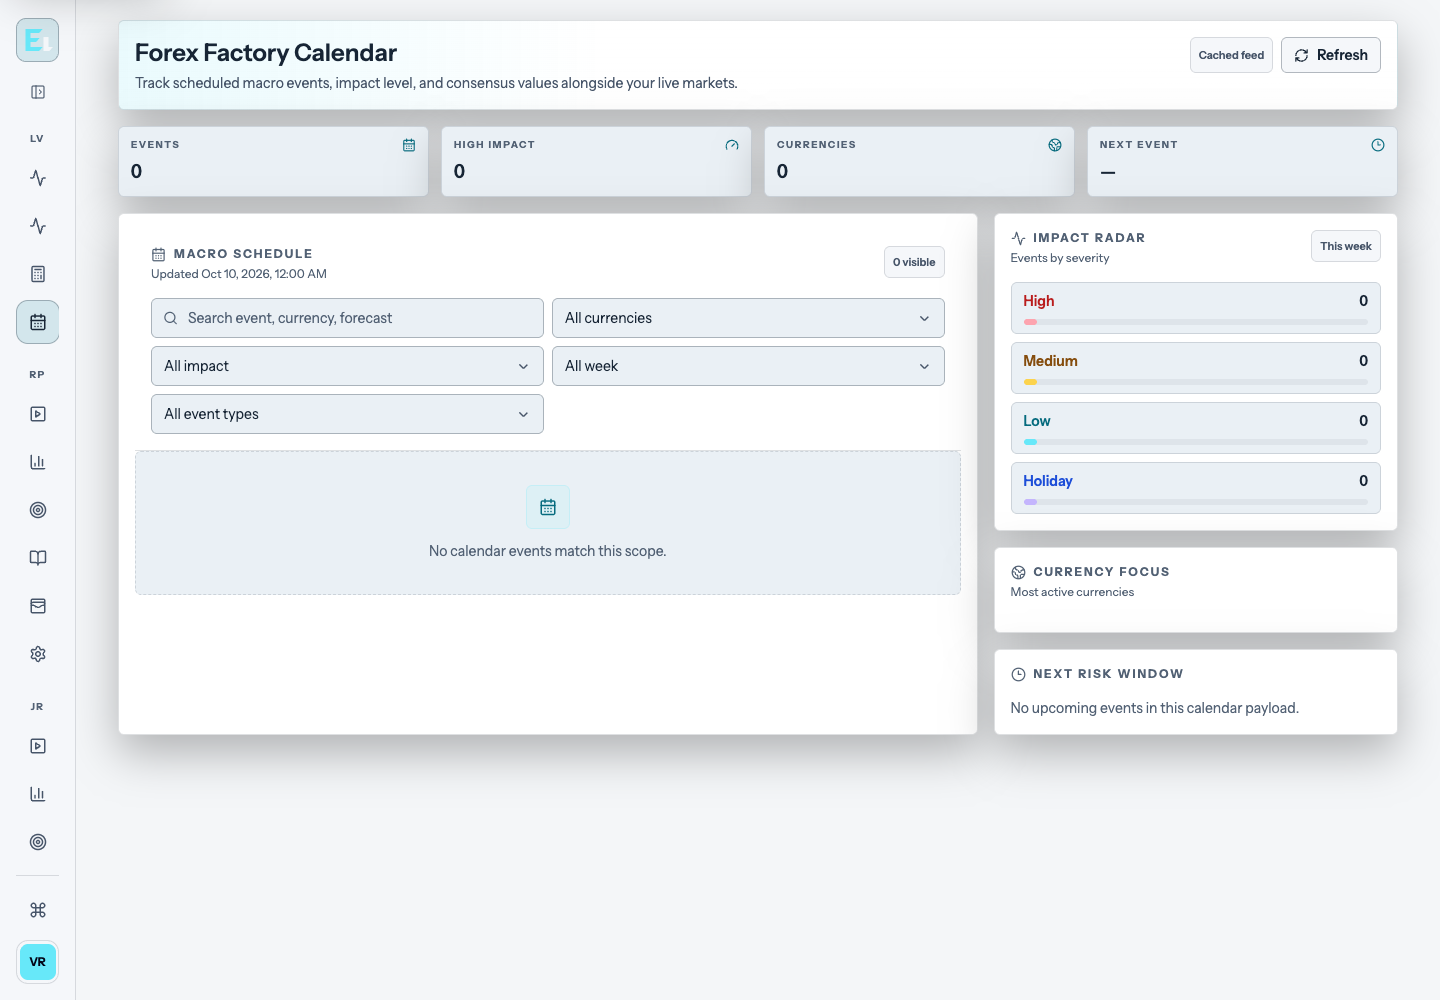 EL
LV
RP
JR
VR
Forex Factory Calendar
Track scheduled macro events, impact level, and consensus values alongside your live markets.
Cached feed
Refresh
EVENTS
0
HIGH IMPACT
0
CURRENCIES
0
NEXT EVENT
—
MACRO SCHEDULE
Updated Oct 10, 2026, 12:00 AM
0 visible
Search event, currency, forecast
All currencies
All impact
All week
All event types
No calendar events match this scope.
IMPACT RADAR
Events by severity
This week
High 0
Medium 0
Low 0
Holiday 0
CURRENCY FOCUS
Most active currencies
NEXT RISK WINDOW
No upcoming events in this calendar payload.